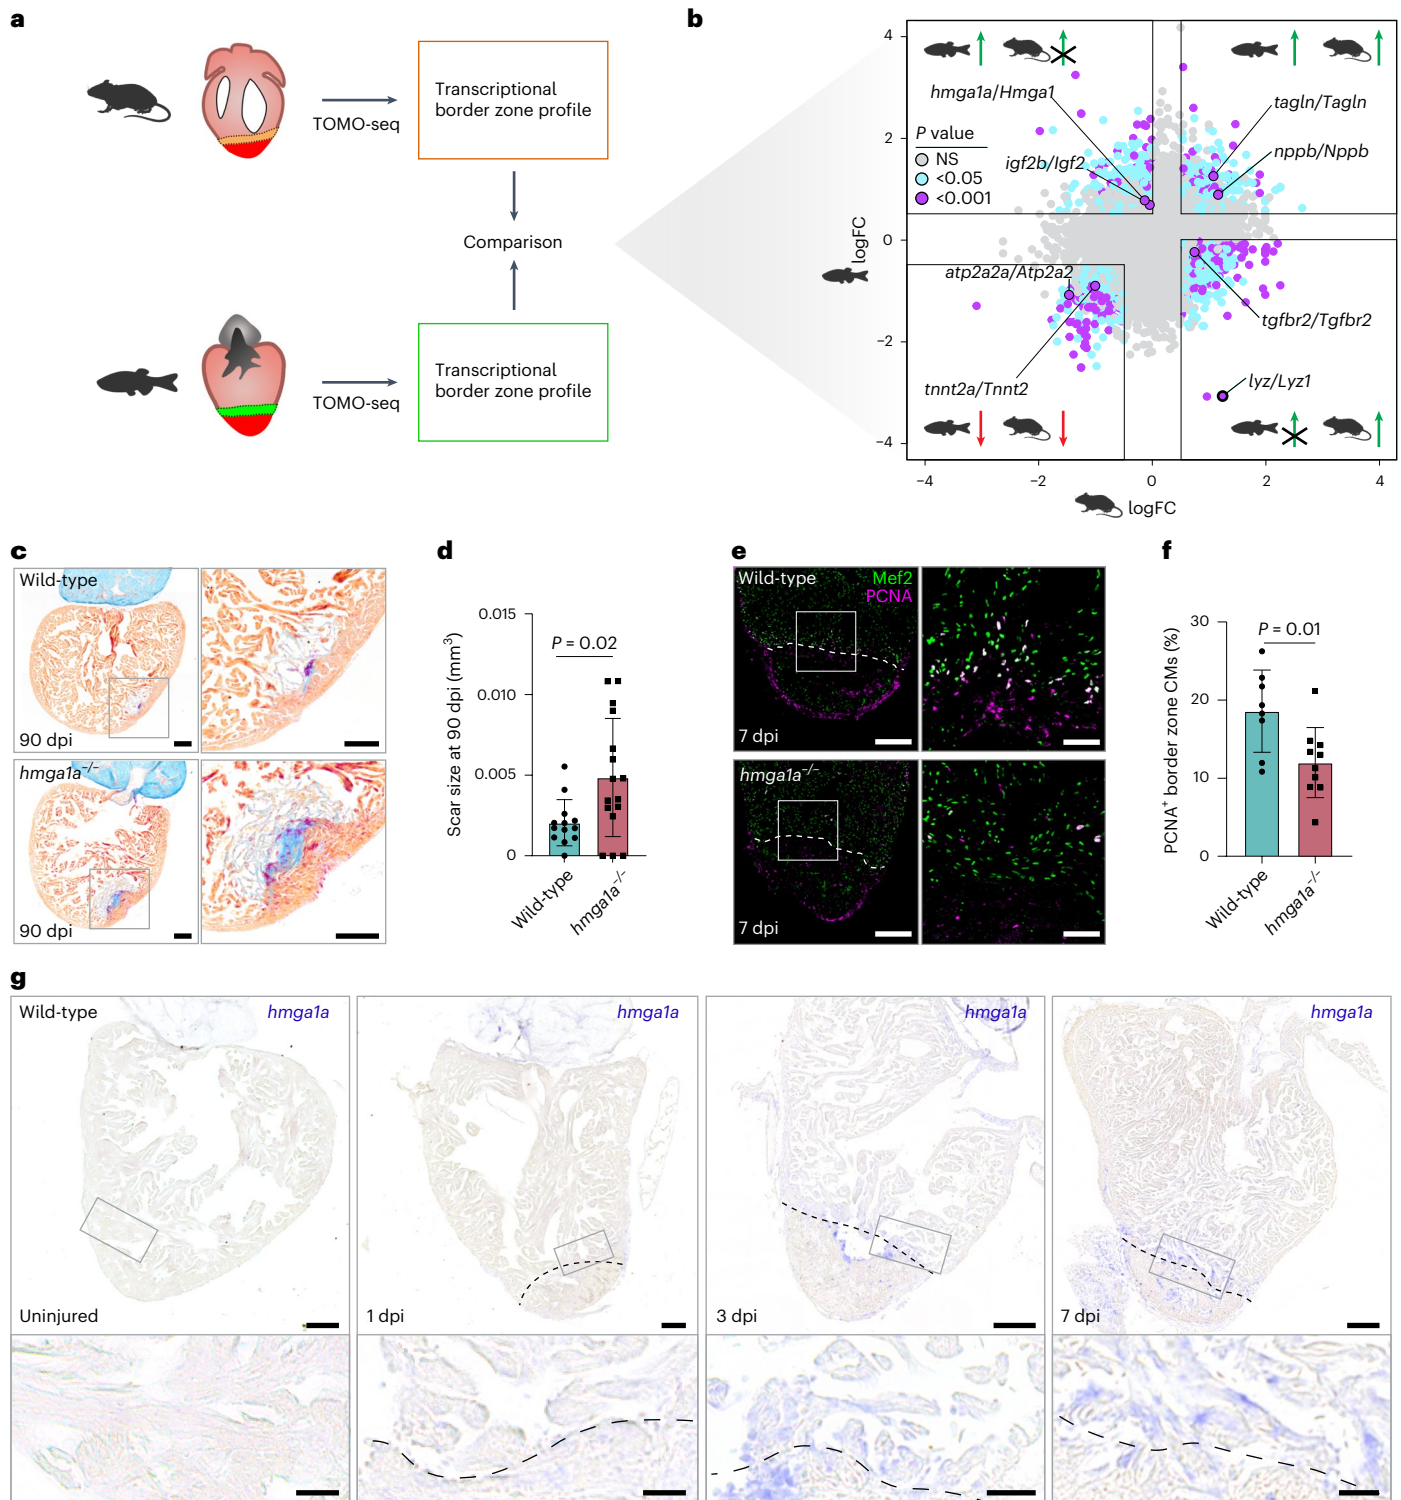 a
TOMO-seq
Transcriptional
border zone profile
Comparison
TOMO-seq
Transcriptional
border zone profile
b
4
2
0
−2
−4
logFC
−4
−2
0
2
4
logFC
hmga1a/Hmga1
igf2b/Igf2
P value
NS
<0.05
<0.001
tagln/Tagln
nppb/Nppb
atp2a2a/Atp2a2
tnnt2a/Tnnt2
tgfbr2/Tgfbr2
lyz/Lyz1
c
Wild-type
90 dpi
hmga1a−/−
90 dpi
d
Scar size at 90 dpi (mm3)
0.015
0.010
0.005
0
P = 0.02
Wild-type
hmga1a−/−
e
Wild-type
Mef2
PCNA
7 dpi
hmga1a−/−
7 dpi
f
PCNA+ border zone CMs (%)
30
20
10
0
P = 0.01
Wild-type
hmga1a−/−
g
Wild-type
hmga1a
Uninjured
hmga1a
1 dpi
hmga1a
3 dpi
hmga1a
7 dpi